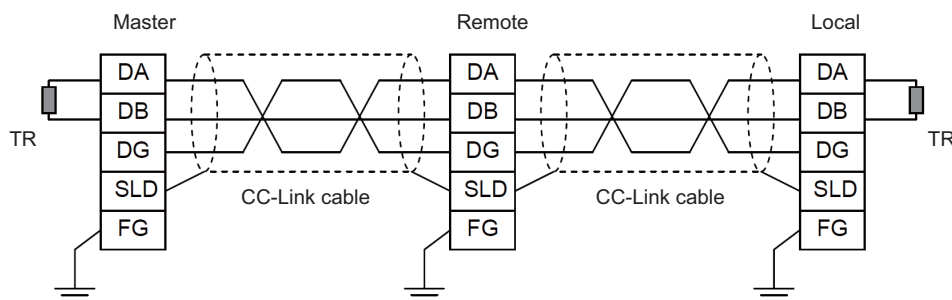 Master
Remote
Local
TR
DA
DB
DG
SLD
FG
CC-Link cable
DA
DB
DG
SLD
FG
CC-Link cable
DA
DB
DG
SLD
FG
TR